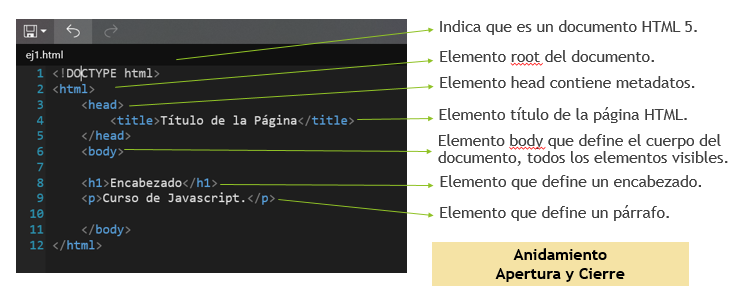 Indica que es un documento HTML 5.
ej1.html
Elemento root del documento.
1 <!DOCTYPE html>
2 <html>
Elemento head contiene metadatos.
3 <head>
4 <title>Título de la Página</title>
Elemento título de la página HTML.
5 </head>
6 <body>
Elemento body que define el cuerpo del
documento, todos los elementos visibles.
7
8 <h1>Encabezado</h1>
Elemento que define un encabezado.
9 <p>Curso de Javascript.</p>
Elemento que define un párrafo.
10
11 </body>
12 </html>
Anidamiento
Apertura y Cierre